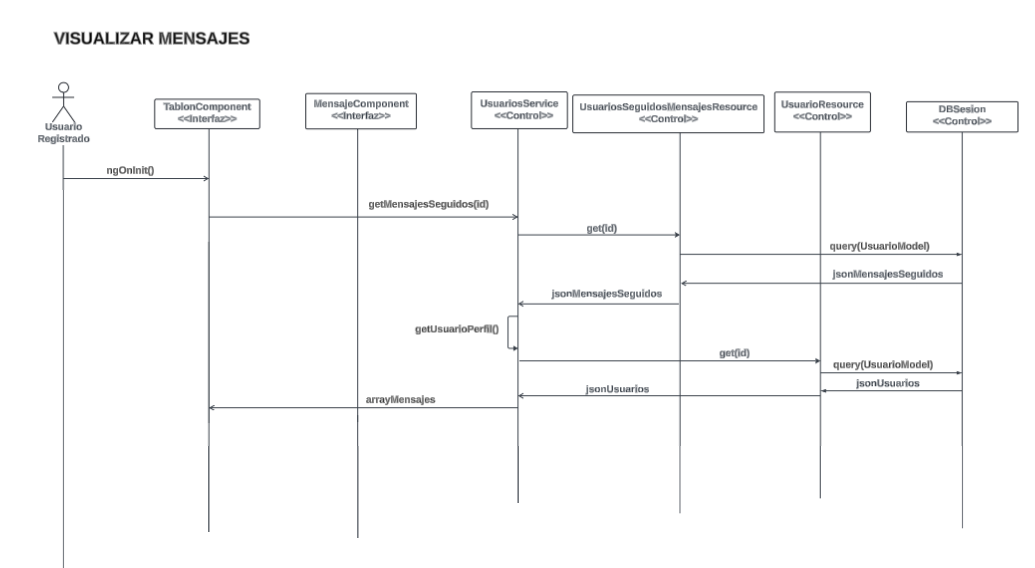 VISUALIZAR MENSAJES
Usuario
Registrado
TablonComponent
<<Interfaz>>
MensajeComponent
<<Interfaz>>
UsuariosService
<<Control>>
UsuariosSeguidosMensajesResource
<<Control>>
UsuarioResource
<<Control>>
DBSesion
<<Control>>
ngOnInit()
getMensajesSeguidos(id)
get(id)
query(UsuarioModel)
jsonMensajesSeguidos
jsonMensajesSeguidos
getUsuarioPerfil()
get(id)
query(UsuarioModel)
jsonUsuarios
jsonUsuarios
arrayMensajes